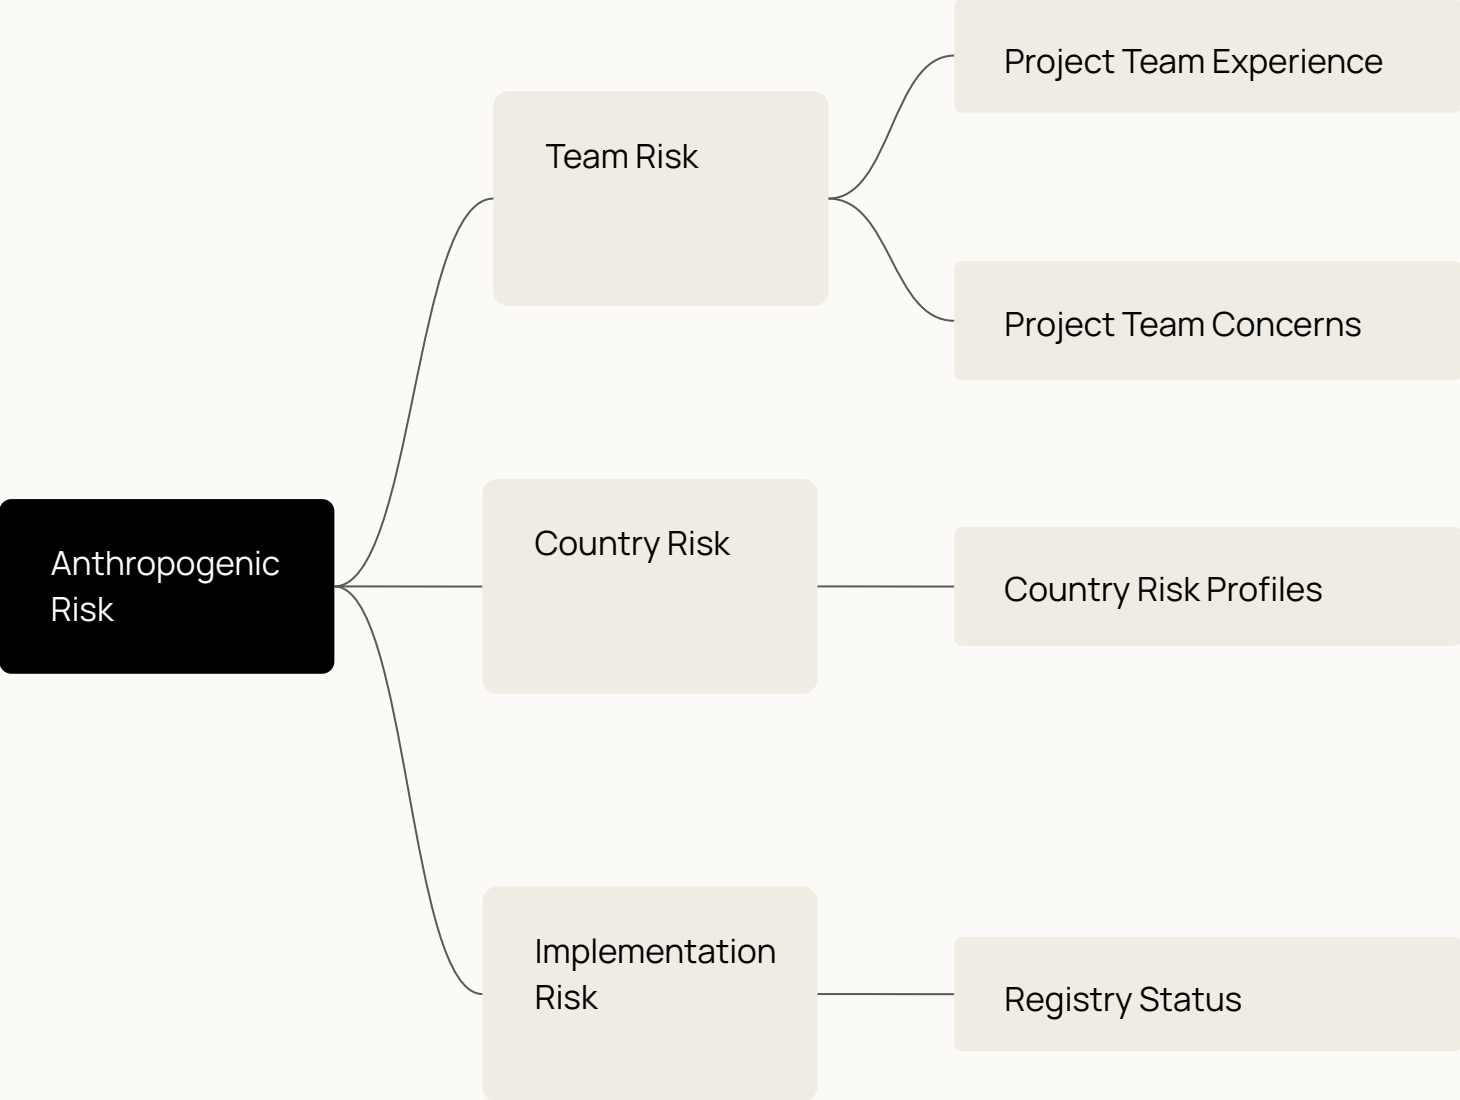 Project Team Experience
Team Risk
Project Team Concerns
Anthropogenic
Risk
Country Risk
Country Risk Profiles
Implementation
Risk
Registry Status